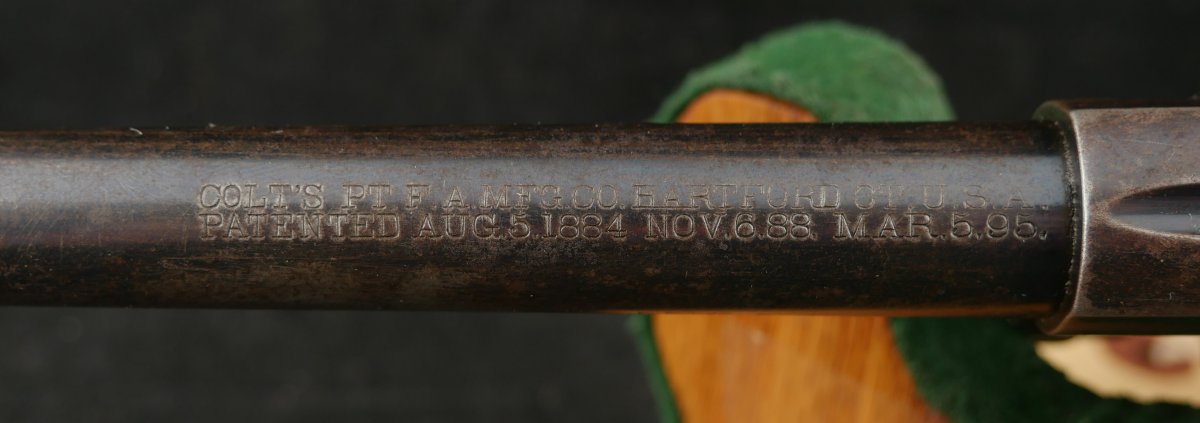 COLT'S PT. F. A. MFG. CO. HARTFORD CT. U.S.A.
PATENTED AUG. 5. 1884 NOV. 6. 88. MAR. 5. 95.